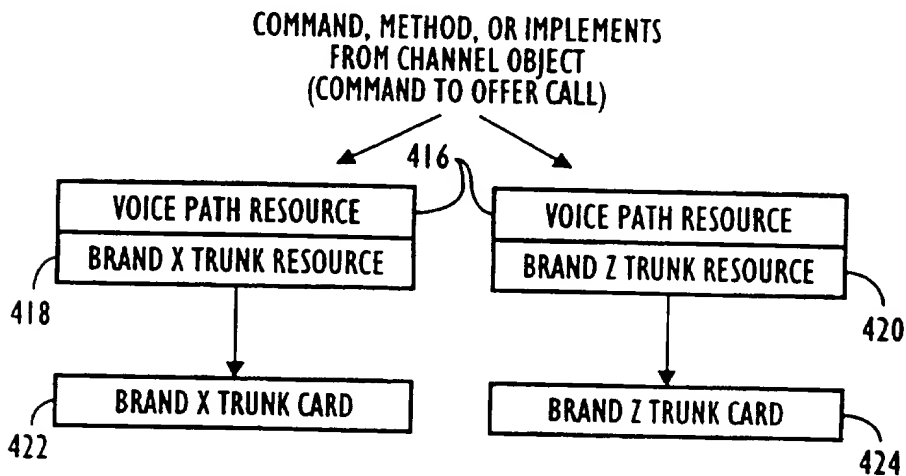 COMMAND, METHOD, OR IMPLEMENTS
FROM CHANNEL OBJECT
(COMMAND TO OFFER CALL)
416
VOICE PATH RESOURCE
BRAND X TRUNK RESOURCE
418
VOICE PATH RESOURCE
BRAND Z TRUNK RESOURCE
420
BRAND X TRUNK CARD
422
BRAND Z TRUNK CARD
424